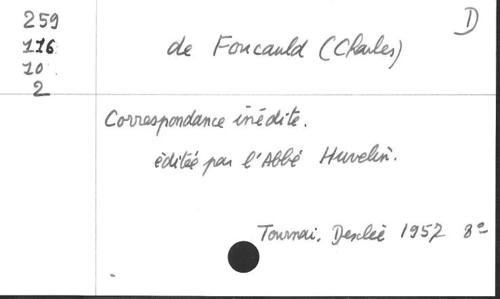 259
116
10
2
D
de Foucauld (Charles)
Correspondance inédite.
éditée par l'Abbé Huvelin.
Tournai, Desclée 1957 8°